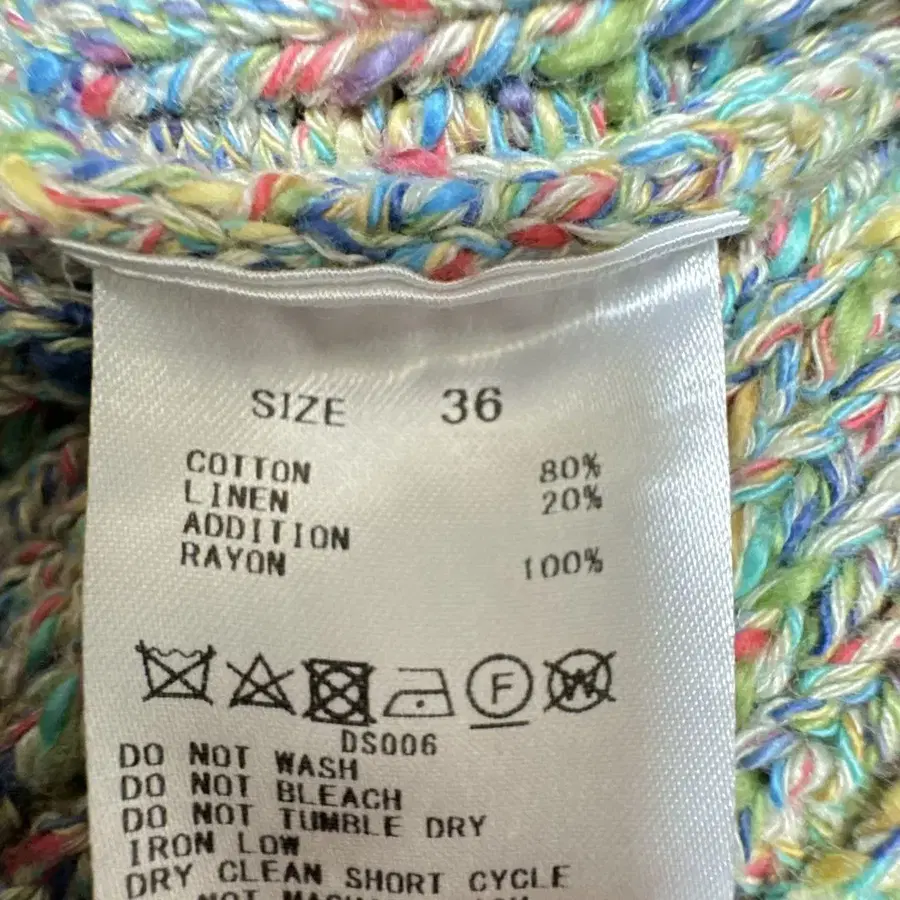 SIZE 36
COTTON 80%
LINEN 20%
ADDITION
RAYON 100%
F W
DS006
DO NOT WASH
DO NOT BLEACH
DO NOT TUMBLE DRY
IRON LOW
DRY CLEAN SHORT CYCLE
NOT